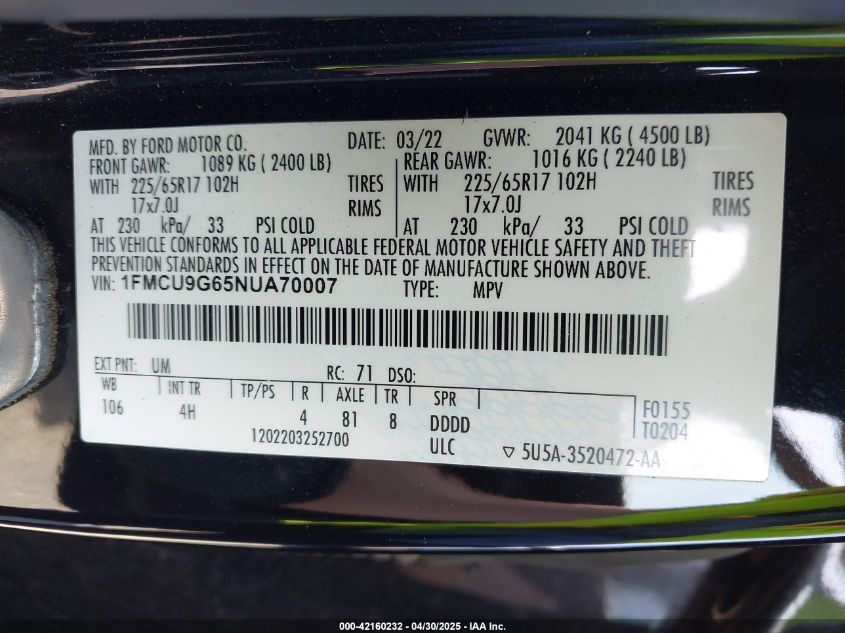 MFD. BY FORD MOTOR CO. DATE: 03/22 GVWR: 2041 KG ( 4500 LB)
FRONT GAWR: 1089 KG ( 2400 LB) REAR GAWR: 1016 KG ( 2240 LB)
WITH 225/65R17 102H TIRES WITH 225/65R17 102H TIRES
17x7.0J RIMS 17x7.0J RIMS
AT 230 kPa/ 33 PSI COLD AT 230 kPa/ 33 PSI COLD
THIS VEHICLE CONFORMS TO ALL APPLICABLE FEDERAL MOTOR VEHICLE SAFETY AND THEFT
PREVENTION STANDARDS IN EFFECT ON THE DATE OF MANUFACTURE SHOWN ABOVE.
VIN: 1FMCU9G65NUA70007 TYPE: MPV
EXT PNT: UM RC: 71 DSO:
WB INT TR TP/PS R AXLE TR SPR
106 4H 4 81 8 DDDD
F0155
T0204
1202203252700 ULC ▽ 5U5A-3520472-AA
000-42160232 - 04/30/2025 - IAA Inc.